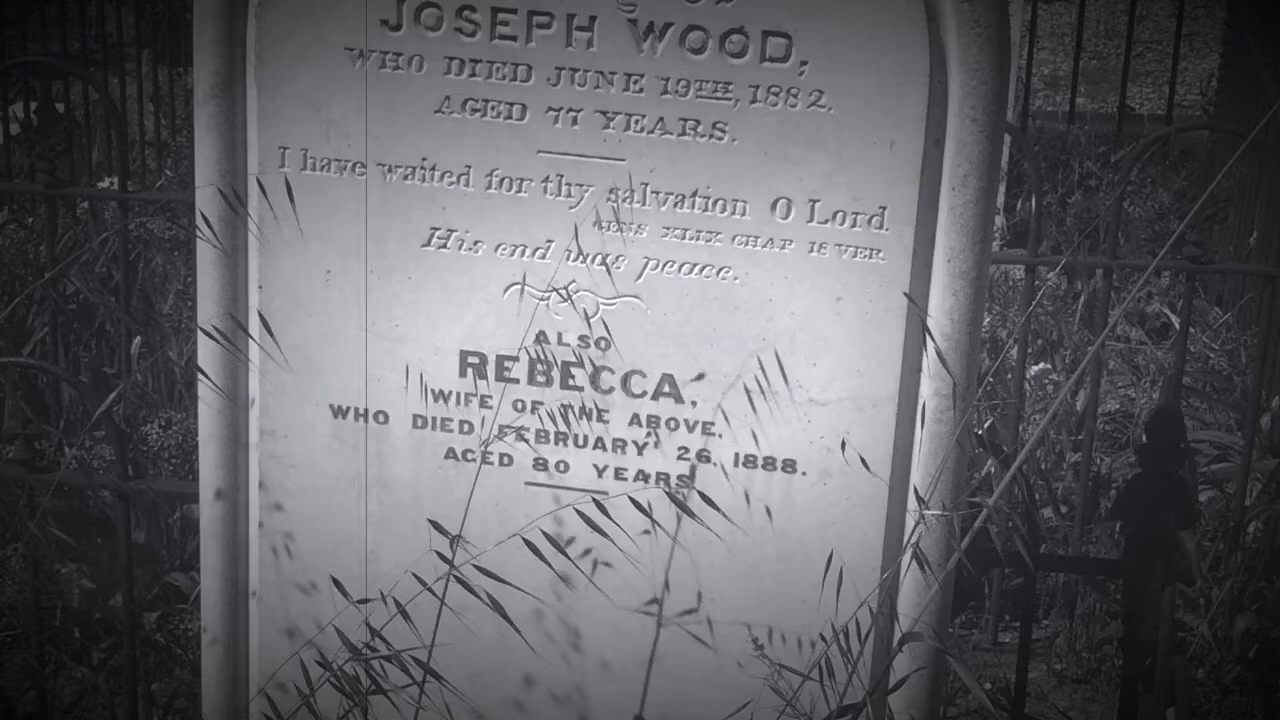 JOSEPH WOOD,
WHO DIED JUNE 19TH, 1882.
AGED 77 YEARS.
I have waited for thy salvation O Lord.
GENS XLIX CHAP 18 VER
His end was peace.
ALSO
REBECCA,
WIFE OF THE ABOVE,
WHO DIED FEBRUARY 26, 1888.
AGED 80 YEARS